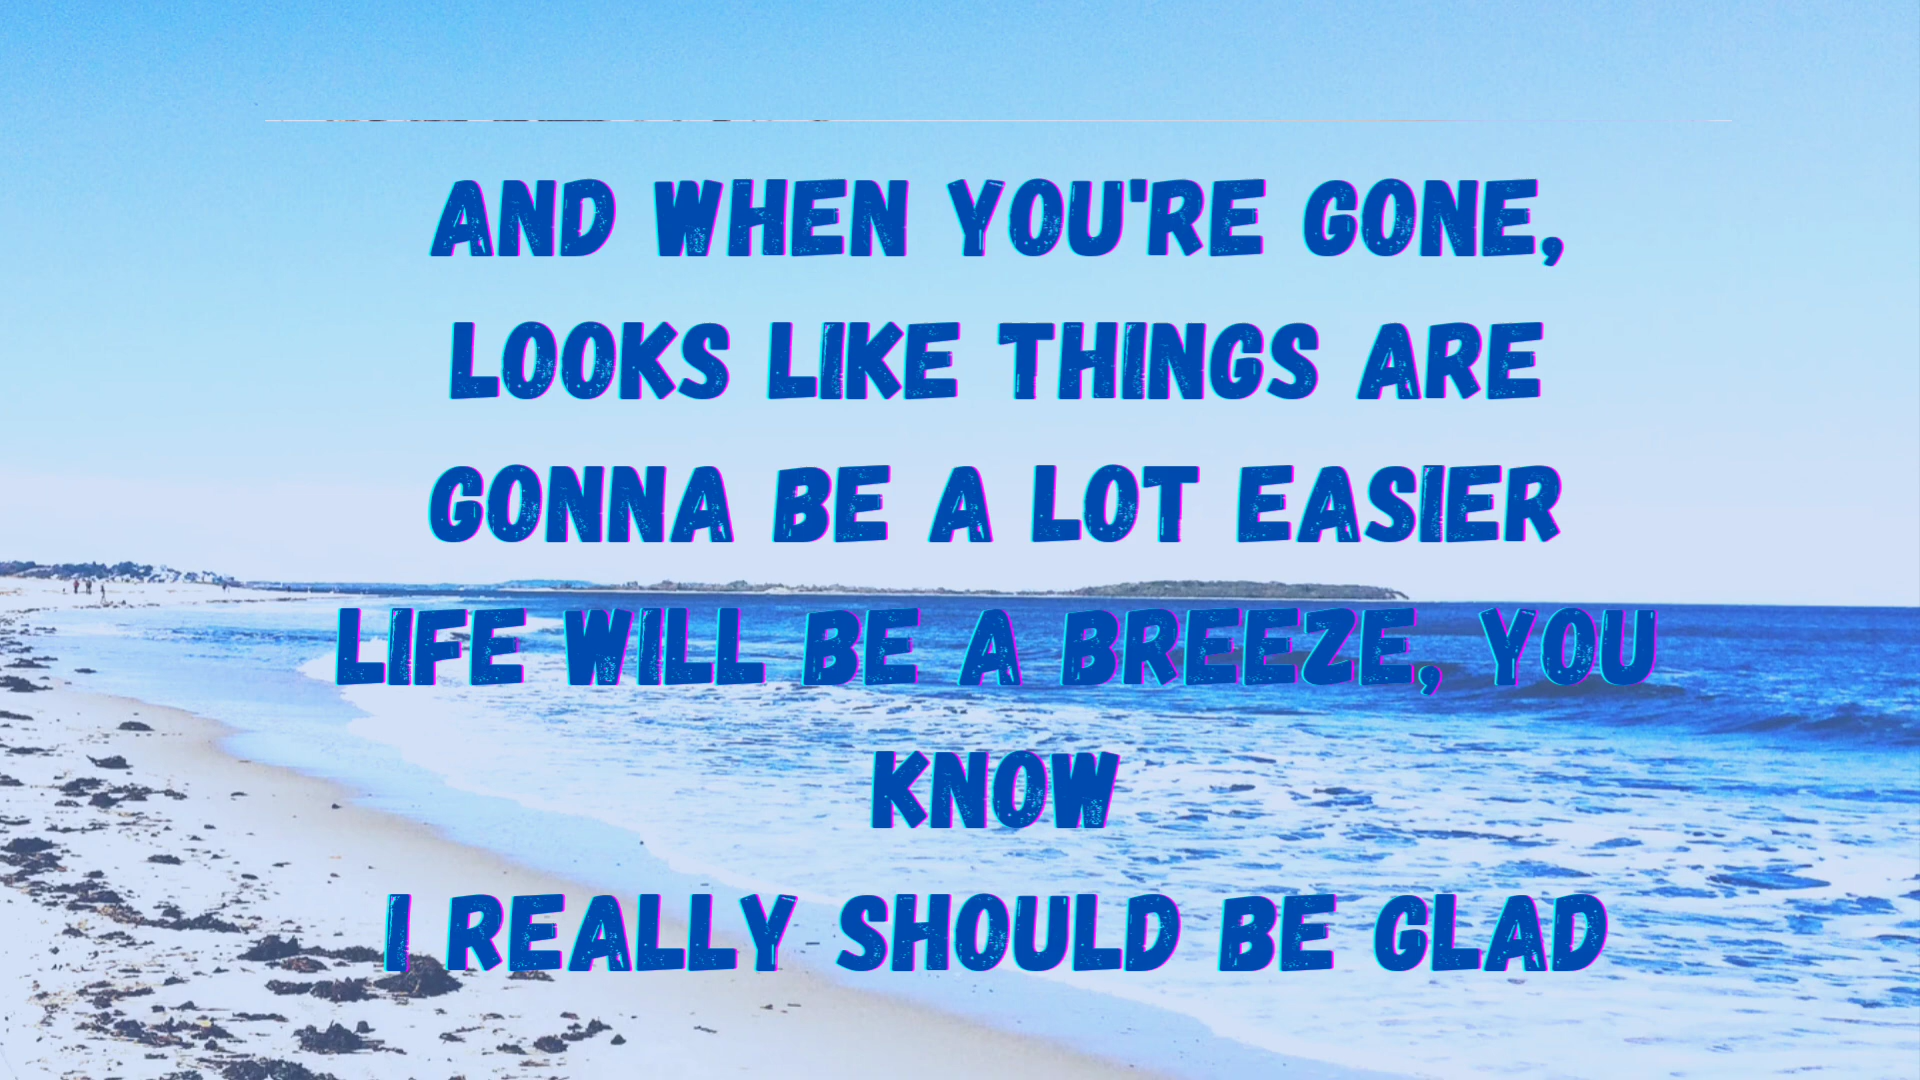 AND WHEN YOU'RE GONE,
LOOKS LIKE THINGS ARE
GONNA BE A LOT EASIER
LIFE WILL BE A BREEZE, YOU
KNOW
I REALLY SHOULD BE GLAD